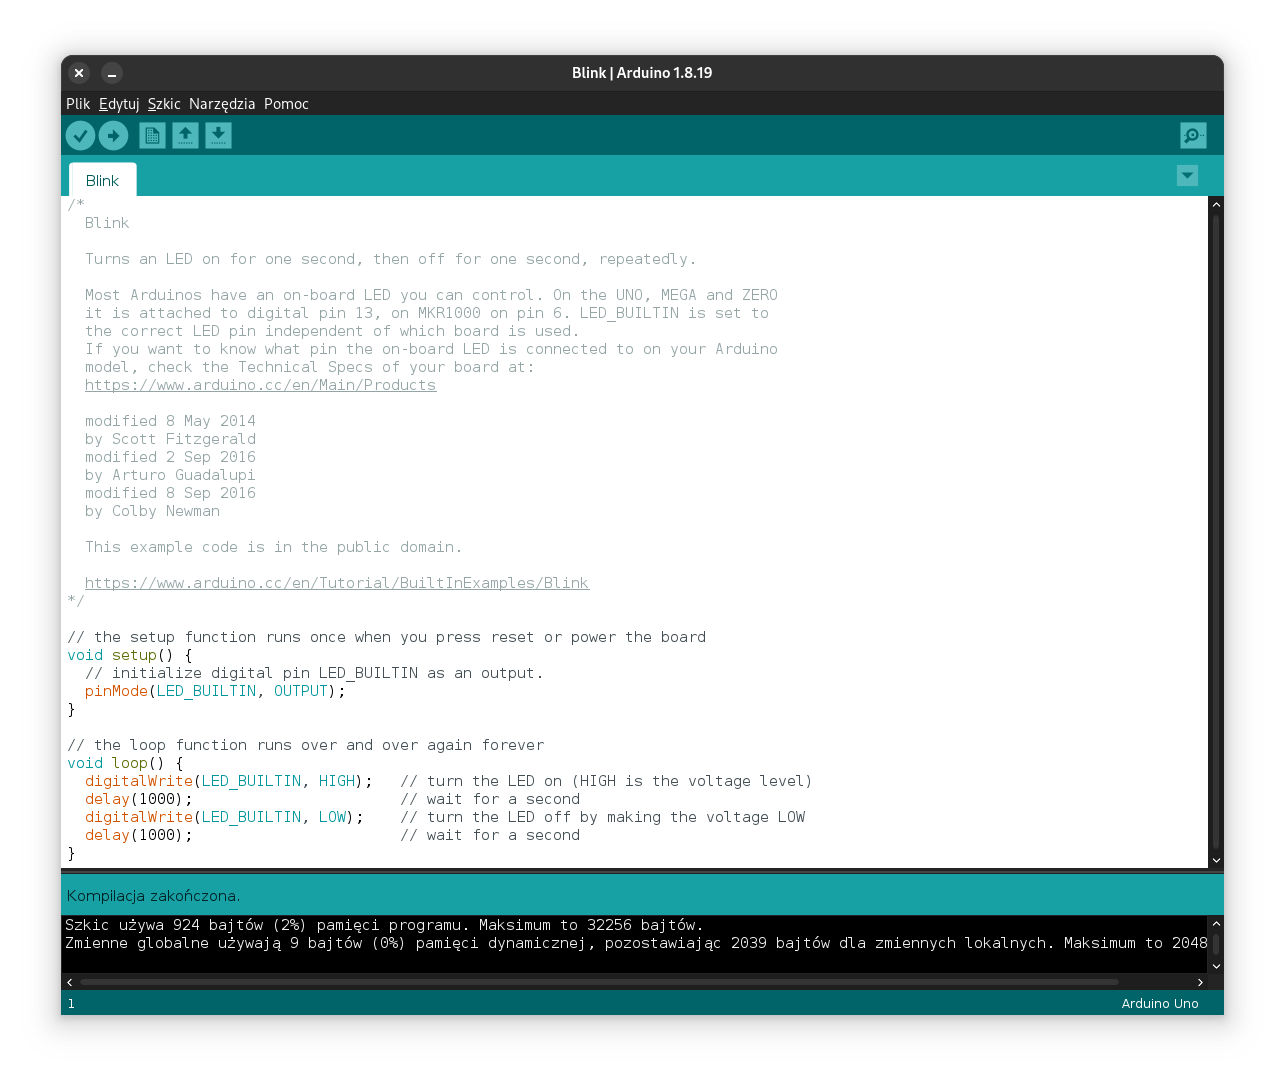 Blink | Arduino 1.8.19
Plik Edytuj Szkic Narzędzia Pomoc
Blink
/*
  Blink

  Turns an LED on for one second, then off for one second, repeatedly.

  Most Arduinos have an on-board LED you can control. On the UNO, MEGA and ZERO
  it is attached to digital pin 13, on MKR1000 on pin 6. LED_BUILTIN is set to
  the correct LED pin independent of which board is used.
  If you want to know what pin the on-board LED is connected to on your Arduino
  model, check the Technical Specs of your board at:
  https://www.arduino.cc/en/Main/Products

  modified 8 May 2014
  by Scott Fitzgerald
  modified 2 Sep 2016
  by Arturo Guadalupi
  modified 8 Sep 2016
  by Colby Newman

  This example code is in the public domain.

  https://www.arduino.cc/en/Tutorial/BuiltInExamples/Blink
*/

// the setup function runs once when you press reset or power the board
void setup() {
  // initialize digital pin LED_BUILTIN as an output.
  pinMode(LED_BUILTIN, OUTPUT);
}

// the loop function runs over and over again forever
void loop() {
  digitalWrite(LED_BUILTIN, HIGH);   // turn the LED on (HIGH is the voltage level)
  delay(1000);                       // wait for a second
  digitalWrite(LED_BUILTIN, LOW);    // turn the LED off by making the voltage LOW
  delay(1000);                       // wait for a second
}
Kompilacja zakończona.
Szkic używa 924 bajtów (2%) pamięci programu. Maksimum to 32256 bajtów.
Zmienne globalne używają 9 bajtów (0%) pamięci dynamicznej, pozostawiając 2039 bajtów dla zmiennych lokalnych. Maksimum to 2048
1
Arduino Uno